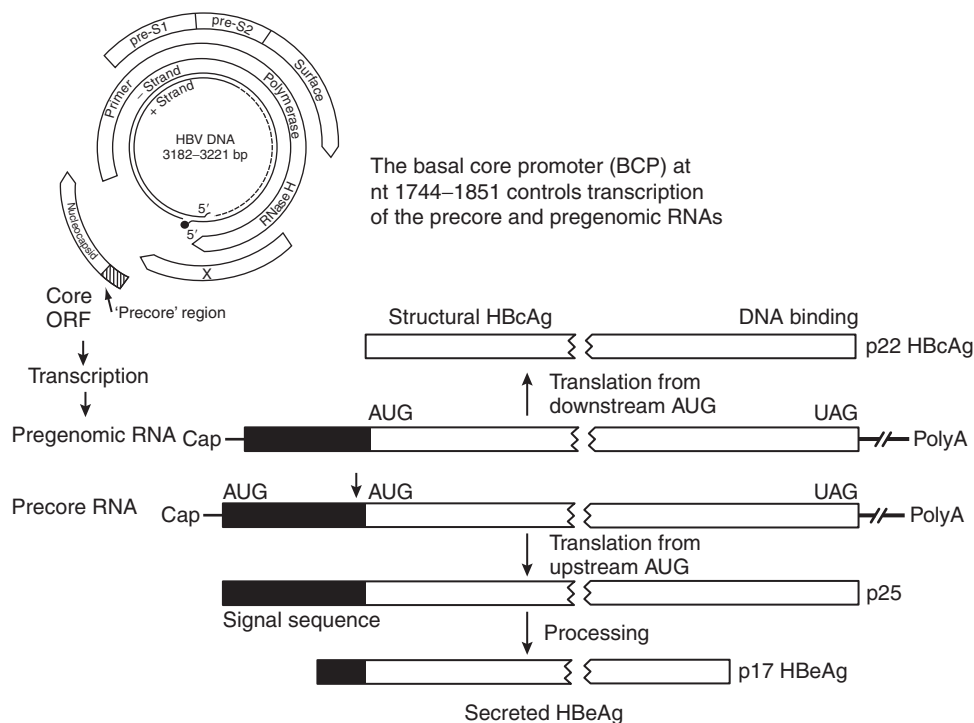 pre-S1
pre-S2
Surface
Primer
Polymerase
– Strand
+ Strand
HBV DNA
3182–3221 bp
RNase H
5′
5′
X
Nucleocapsid
The basal core promoter (BCP) at
nt 1744–1851 controls transcription
of the precore and pregenomic RNAs
Core
ORF
'Precore' region
Transcription
Structural HBcAg
DNA binding
p22 HBcAg
Translation from
downstream AUG
Pregenomic RNA
Cap
AUG
UAG
PolyA
Precore RNA
Cap
AUG
AUG
UAG
PolyA
Translation from
upstream AUG
p25
Signal sequence
Processing
p17 HBeAg
Secreted HBeAg